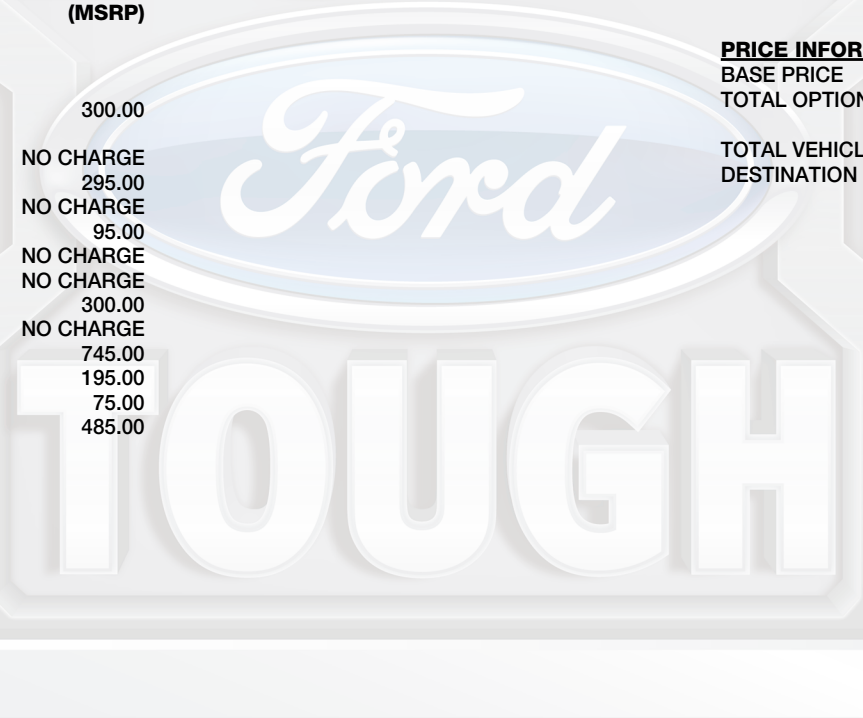 (MSRP)
300.00
NO CHARGE
295.00
NO CHARGE
95.00
NO CHARGE
NO CHARGE
300.00
NO CHARGE
745.00
195.00
75.00
485.00
PRICE INFOR
BASE PRICE
TOTAL OPTION
TOTAL VEHICL
DESTINATION
Ford
TOUGH